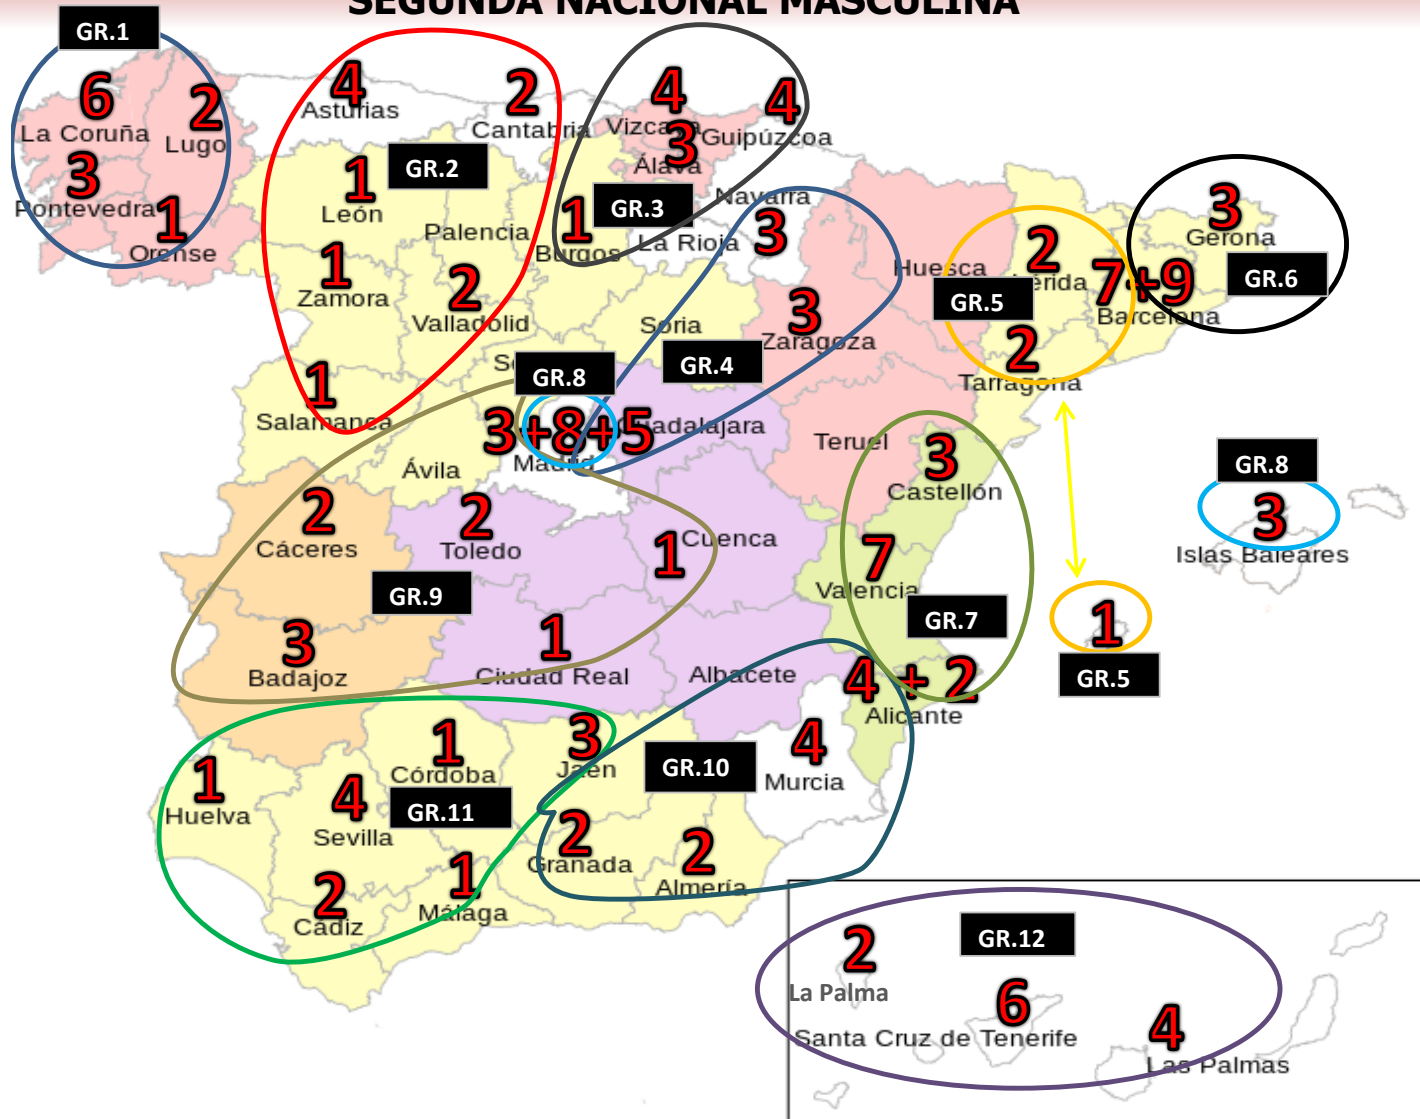 SEGUNDA NACIONAL MASCULINA
GR.1
6
La Coruña
2
Lugo
3
Pontevedra
1
Orense
4
Asturias
2
Cantabria
GR.2
1
León
Palencia
1
Zamora
2
Valladolid
1
Salamanca
4
Vizcaya
4
Guipúzcoa
3
Álava
GR.3
1
Burgos
Navarra
La Rioja
3
Huesca
3
Zaragoza
Soria
GR.4
GR.8
3+8+5
Guadalajara
Madrid
Ávila
Teruel
2
Lérida
GR.5
7+9
Barcelona
2
Tarragona
3
Gerona
GR.6
GR.8
3
Islas Baleares
1
GR.5
2
Cáceres
2
Toledo
1
Cuenca
GR.9
3
Badajoz
1
Ciudad Real
Albacete
3
Castellón
7
Valencia
GR.7
4 + 2
Alicante
4
Murcia
GR.10
3
Jaén
1
Córdoba
1
Huelva
4
Sevilla
GR.11
2
Granada
2
Almería
1
Málaga
2
Cádiz
GR.12
2
La Palma
6
Santa Cruz de Tenerife
4
Las Palmas